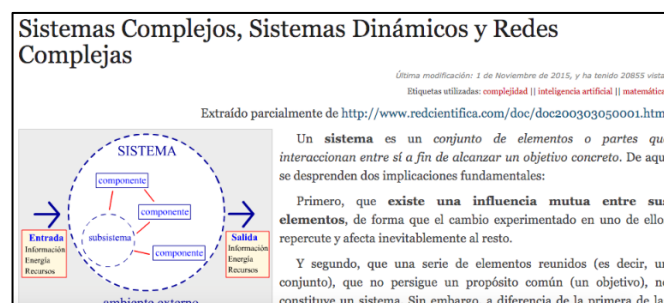 Sistemas Complejos, Sistemas Dinámicos y Redes
Complejas
Última modificación: 1 de Noviembre de 2015, y ha tenido 20855 vista
Etiquetas utilizadas: complejidad || inteligencia artificial || matemática
Extraído parcialmente de http://www.redcientifica.com/doc/doc200303050001.htm
SISTEMA
componente
componente
subsistema
componente
Entrada
Información
Energía
Recursos
Salida
Información
Energía
Recursos
ambiente externo
Un sistema es un conjunto de elementos o partes que
interaccionan entre sí a fin de alcanzar un objetivo concreto. De aqu
se desprenden dos implicaciones fundamentales:
Primero, que existe una influencia mutua entre sus
elementos, de forma que el cambio experimentado en uno de ello
repercute y afecta inevitablemente al resto.
Y segundo, que una serie de elementos reunidos (es decir, un
conjunto), que no persigue un propósito común (un objetivo), n
constituye un sistema. Sin embargo, a diferencia de la primera de la